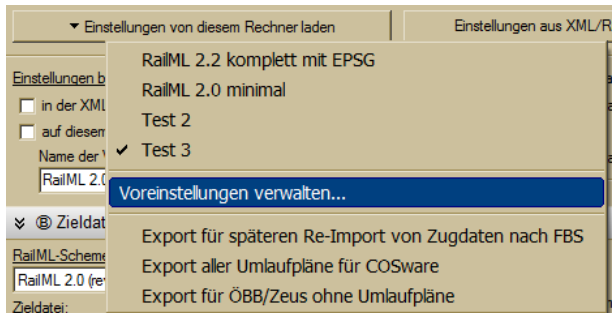 ▼ Einstellungen von diesem Rechner laden
Einstellungen aus XML/R
RailML 2.2 komplett mit EPSG
Einstellungen b
RailML 2.0 minimal
in der XML
Test 2
auf diesem
✓ Test 3
Name der
RailML 2.0
Voreinstellungen verwalten...
Ⓑ Zieldat
Export für späteren Re-Import von Zugdaten nach FBS
RailML-Scheme
Export aller Umlaufpläne für COSware
RailML 2.0 (re
Export für ÖBB/Zeus ohne Umlaufpläne
Zieldatei: